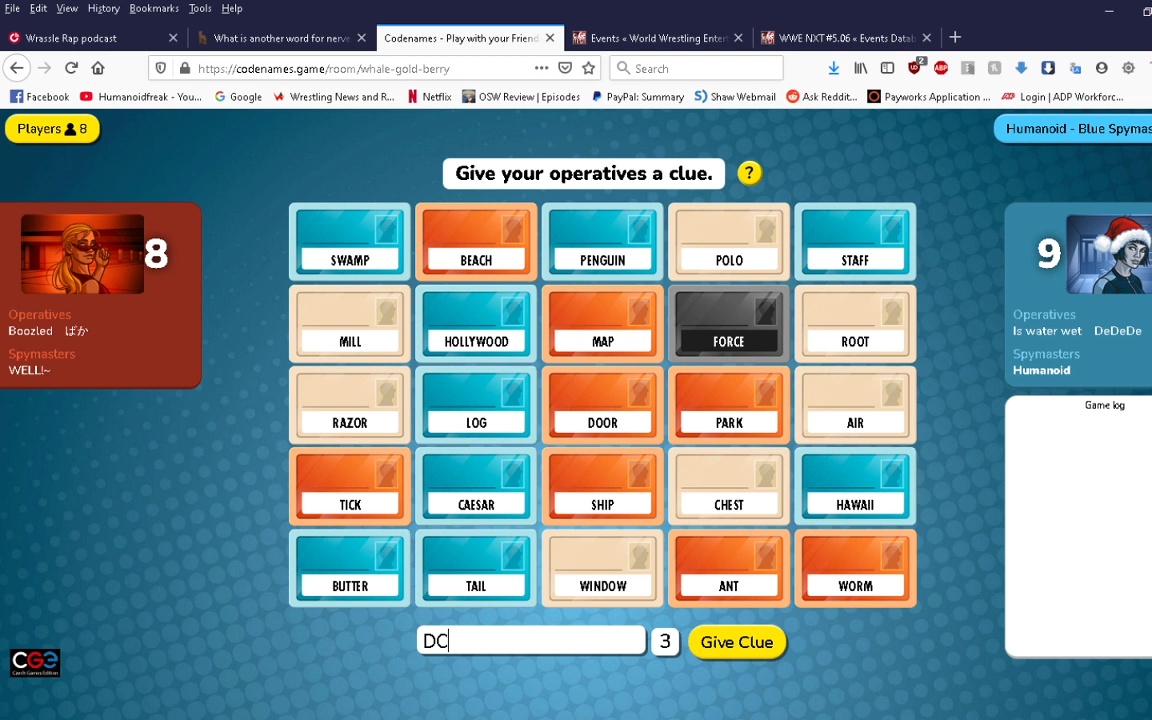 File Edit View History Bookmarks Tools Help
Wrassle Rap podcast
What is another word for nerve
Codenames - Play with your Friend
Events « World Wrestling Enter
WWE NXT #5.06 « Events Datab
https://codenames.game/room/whale-gold-berry
Search
2
ABP
Facebook
Humanoidfreak - You...
Google
Wrestling News and R...
Netflix
OSW Review | Episodes
PayPal: Summary
Shaw Webmail
Ask Reddit...
Payworks Application ...
Login | ADP Workforc...
Players 8
Humanoid - Blue Spymas
Give your operatives a clue.
?
8
Operatives
Boozled ばか
Spymasters
WELL!~
9
Operatives
Is water wet DeDeDe
Spymasters
Humanoid
Game log
SWAMP BEACH PENGUIN POLO STAFF
MILL HOLLYWOOD MAP FORCE ROOT
RAZOR LOG DOOR PARK AIR
TICK CAESAR SHIP CHEST HAWAII
BUTTER TAIL WINDOW ANT WORM
DC
3
Give Clue
CGE
Czech Games Edition